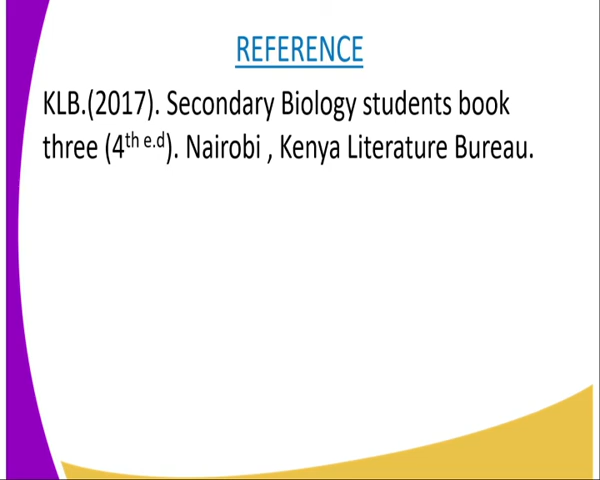 REFERENCE
KLB.(2017). Secondary Biology students book
three (4th e.d). Nairobi , Kenya Literature Bureau.